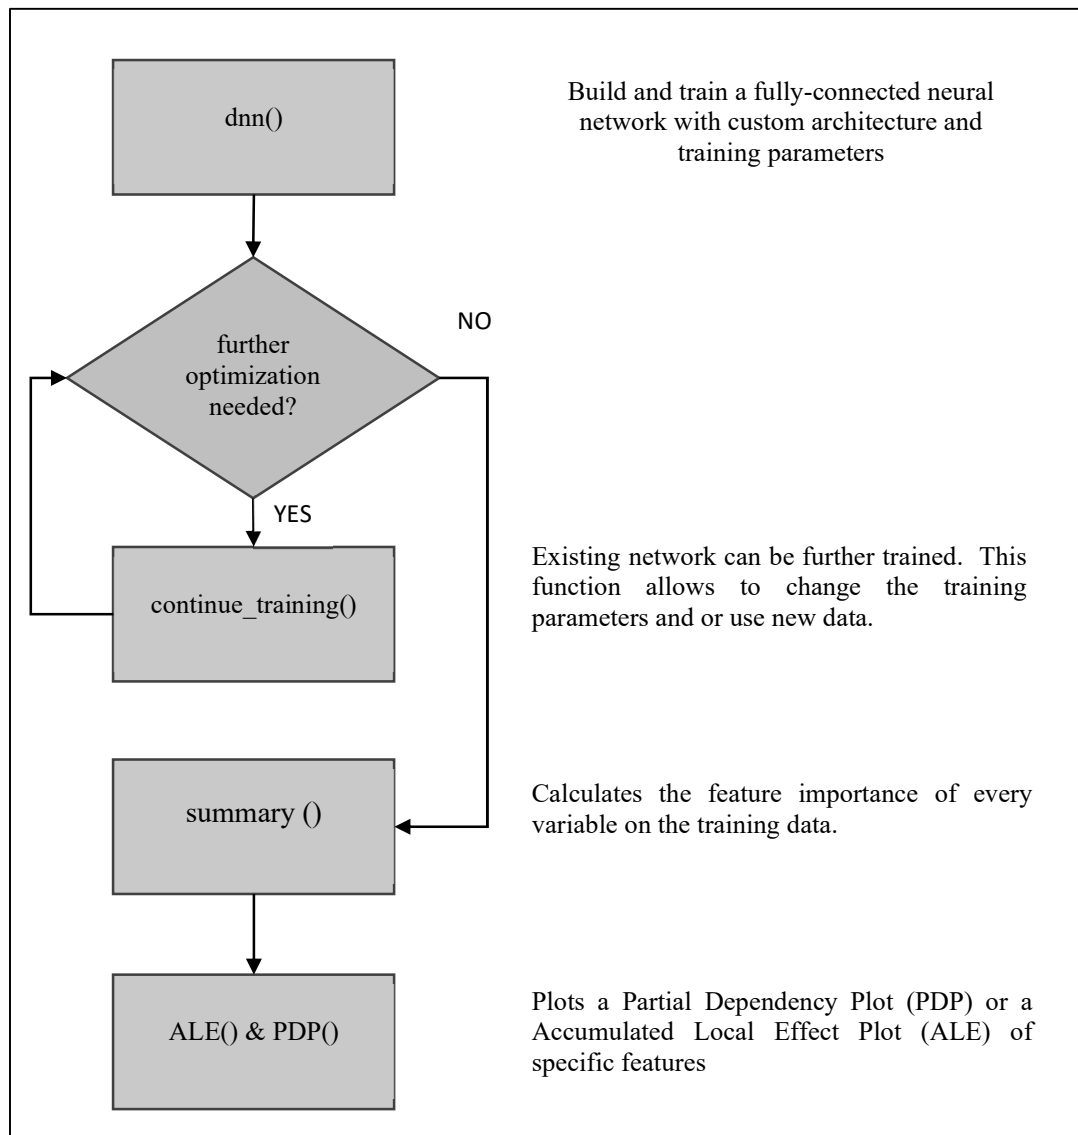 dnn()
Build and train a fully-connected neural
network with custom architecture and
training parameters
NO
further
optimization
needed?
YES
continue_training()
Existing network can be further trained. This
function allows to change the training
parameters and or use new data.
summary ()
Calculates the feature importance of every
variable on the training data.
ALE() & PDP()
Plots a Partial Dependency Plot (PDP) or a
Accumulated Local Effect Plot (ALE) of
specific features